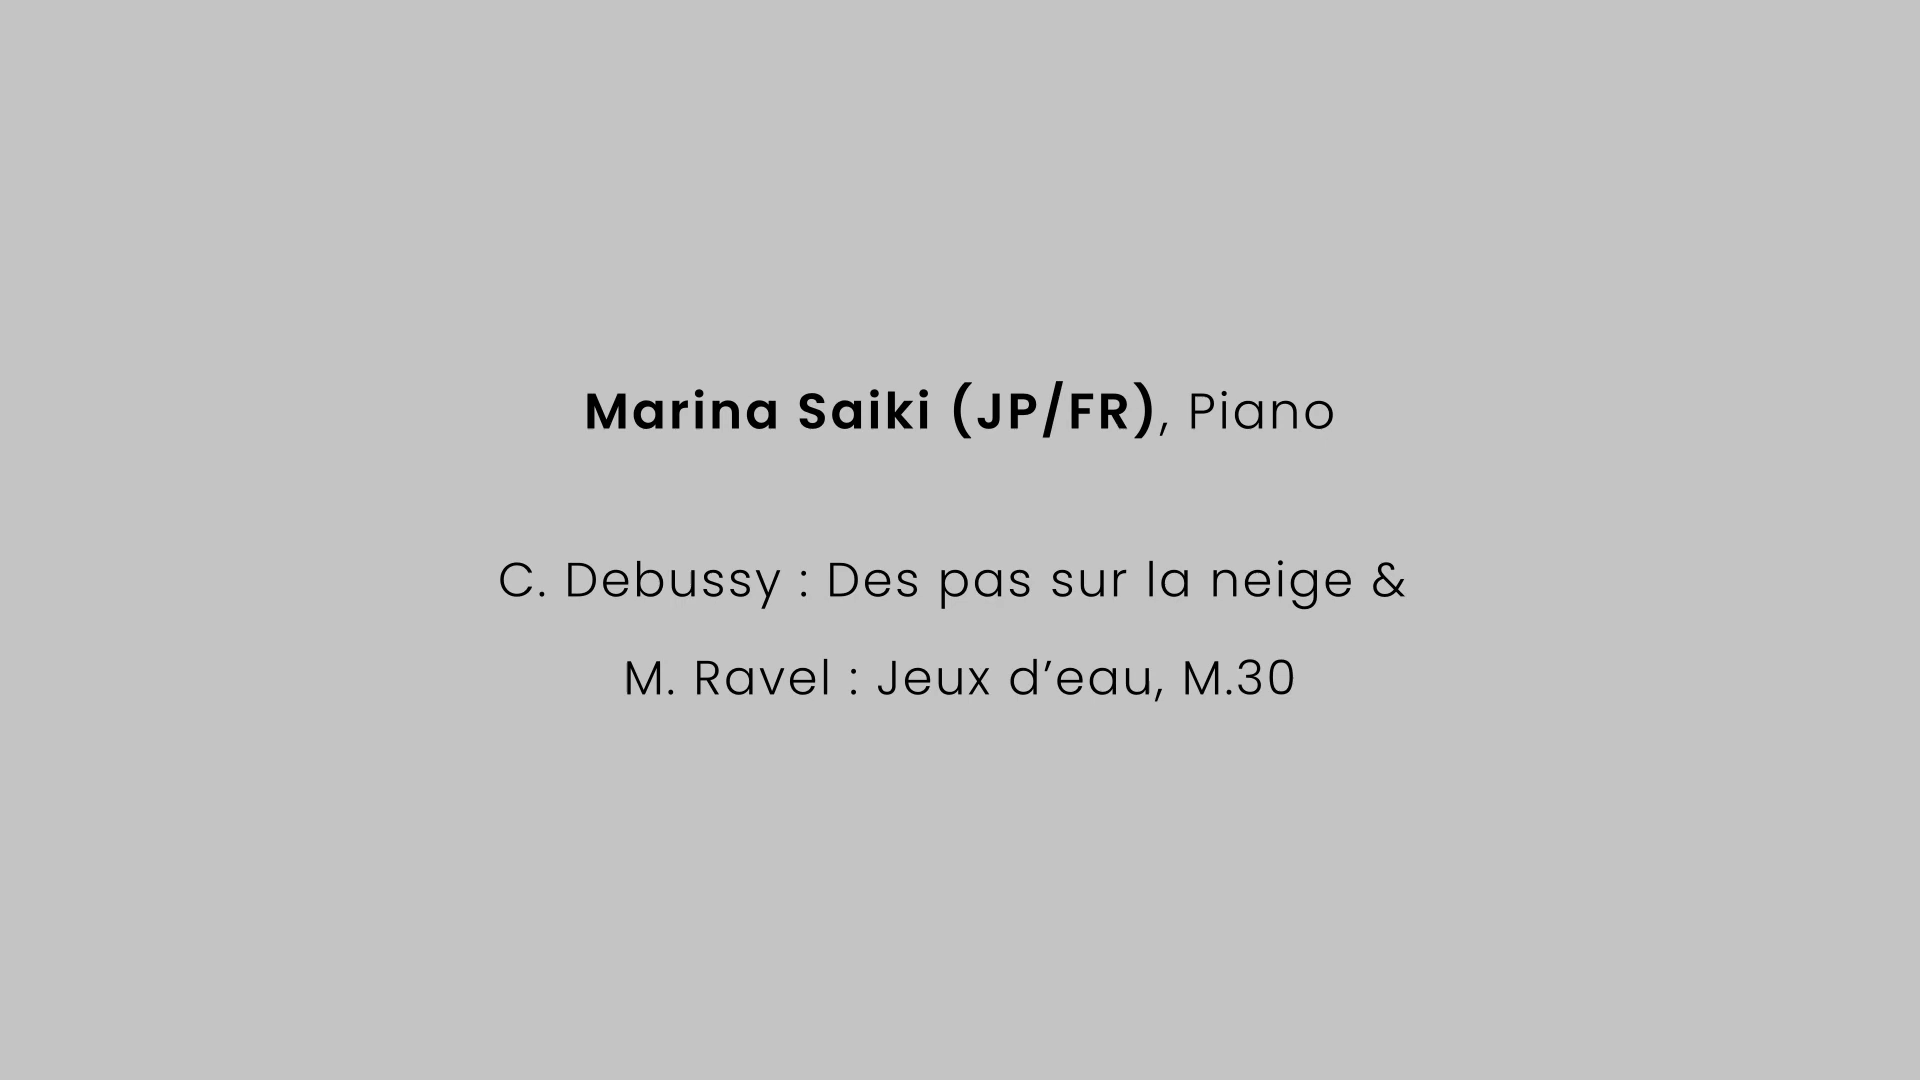 Marina Saiki (JP/FR), Piano
C. Debussy : Des pas sur la neige &
M. Ravel : Jeux d’eau, M.30